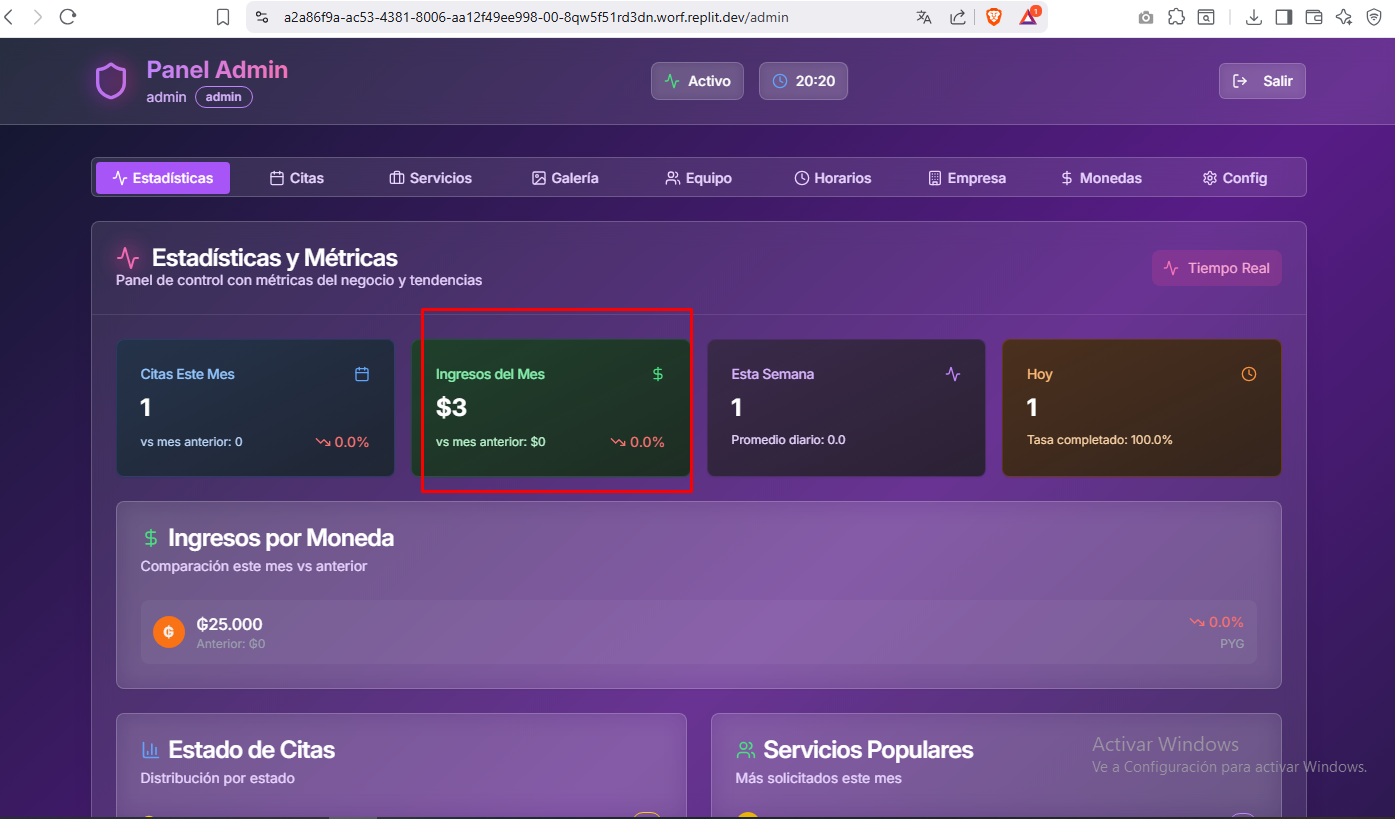 a2a86f9a-ac53-4381-8006-aa12f49ee998-00-8qw5f51rd3dn.worf.replit.dev/admin
1
Panel Admin
admin admin
Activo
20:20
Salir
Estadísticas
Citas
Servicios
Galería
Equipo
Horarios
Empresa
Monedas
Config
Estadísticas y Métricas
Panel de control con métricas del negocio y tendencias
Tiempo Real
Citas Este Mes
1
vs mes anterior: 0
0.0%
Ingresos del Mes
$
$3
vs mes anterior: $0
0.0%
Esta Semana
1
Promedio diario: 0.0
Hoy
1
Tasa completado: 100.0%
$ Ingresos por Moneda
Comparación este mes vs anterior
₲
₲25.000
Anterior: ₲0
0.0%
PYG
Estado de Citas
Distribución por estado
Servicios Populares
Más solicitados este mes
Activar Windows
Ve a Configuración para activar Windows.